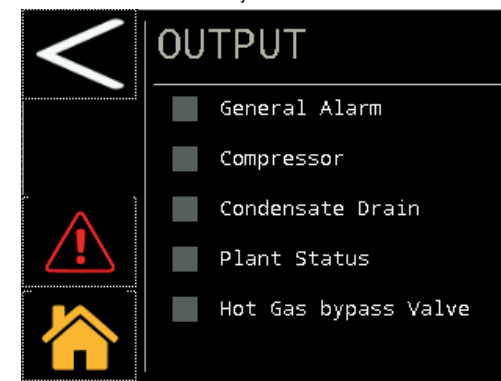 OUTPUT
General Alarm
Compressor
Condensate Drain
Plant Status
Hot Gas bypass Valve